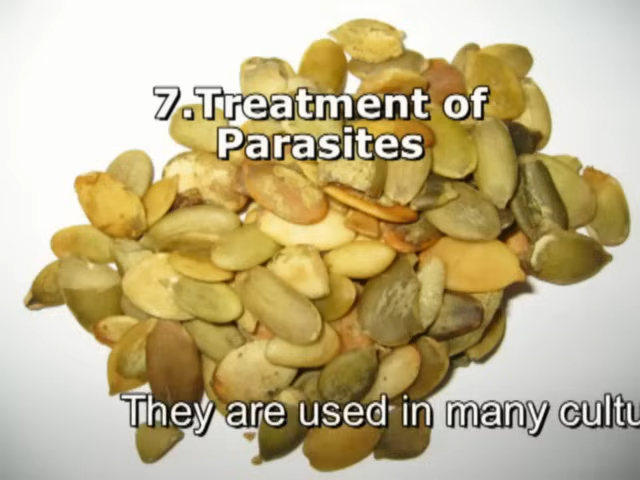 7.Treatment of
Parasites
They are used in many cultu